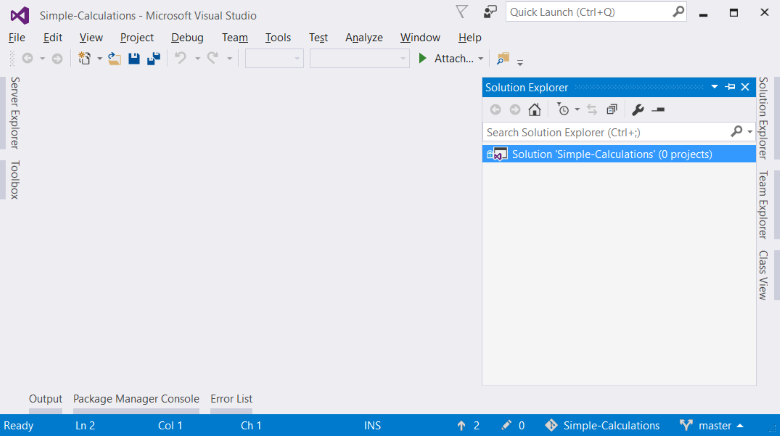 Simple-Calculations - Microsoft Visual Studio
Quick Launch (Ctrl+Q)
File Edit View Project Debug Team Tools Test Analyze Window Help
Attach...
Server Explorer
Toolbox
Solution Explorer
Search Solution Explorer (Ctrl+;)
Solution 'Simple-Calculations' (0 projects)
Solution Explorer
Team Explorer
Class View
Output Package Manager Console Error List
Ready Ln 2 Col 1 Ch 1 INS 2 0 Simple-Calculations master